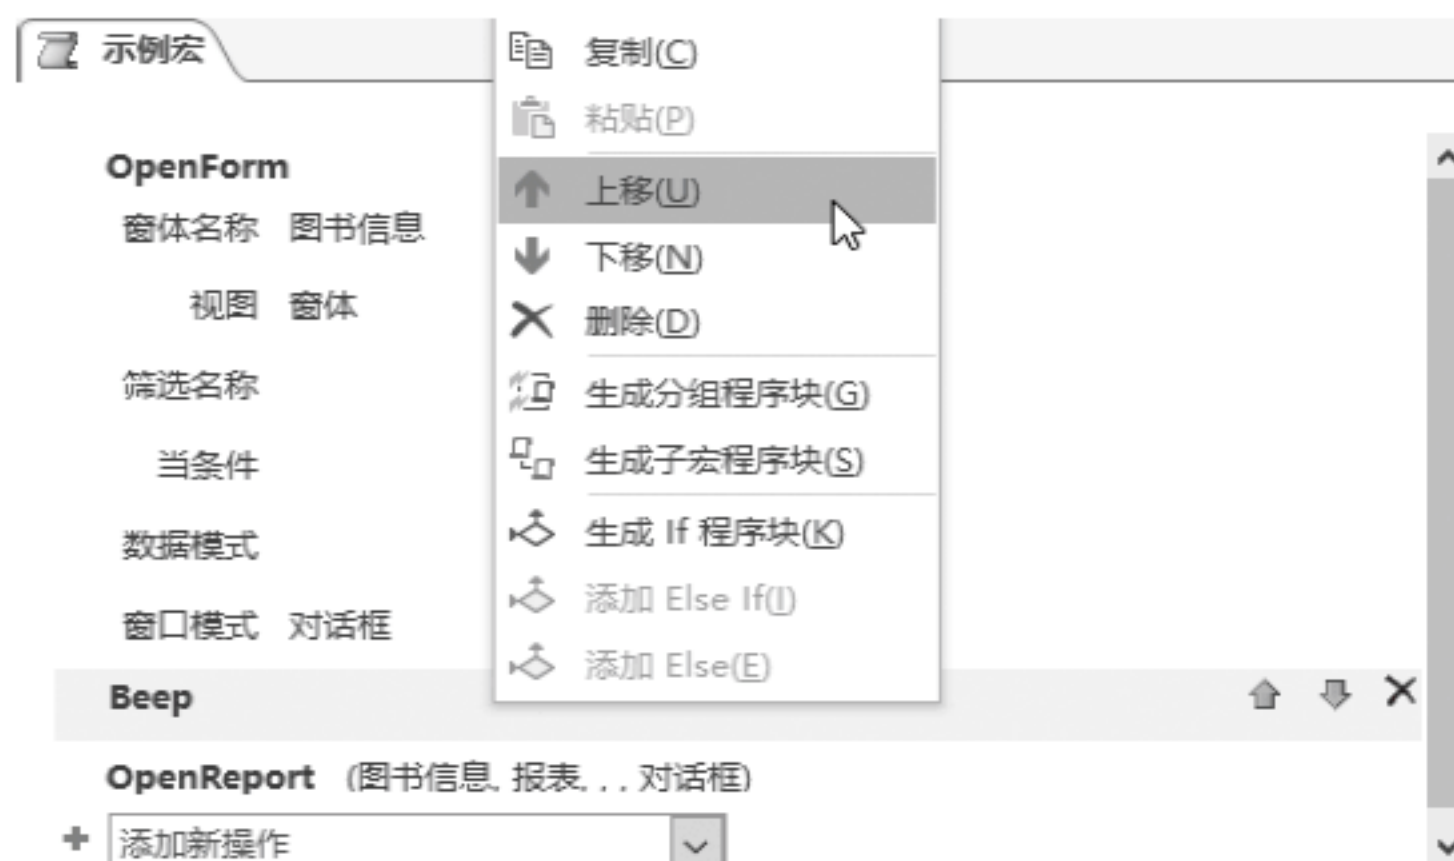 示例宏
复制(C)
粘贴(P)
上移(U)
下移(N)
删除(D)
生成分组程序块(G)
生成子宏程序块(S)
生成 If 程序块(K)
添加 Else If(I)
添加 Else(E)
OpenForm
窗体名称 图书信息
视图 窗体
筛选名称
当条件
数据模式
窗口模式 对话框
Beep
OpenReport (图书信息, 报表, , , 对话框)
添加新操作